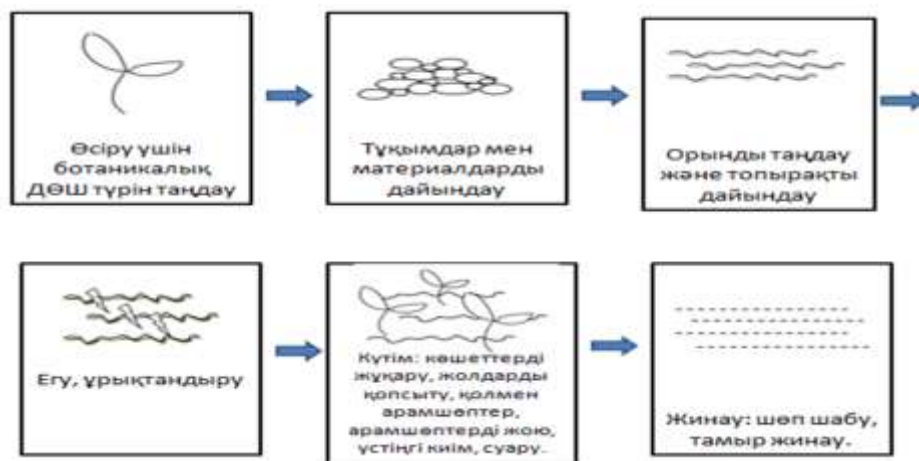 Өсіру үшін
ботаникалық
ДӨШ түрін таңдау
Тұқымдар мен
материалдарды
дайындау
Орынды таңдау
және топырақты
дайындау
Егу, ұрықтандыру
Күтім: көшеттерді
жұқару, жолдарды
қопсыту, қолмен
арамшөптер,
арамшөптерді жою,
үстіңгі киім, суару.
Жинау: шөп шабу,
тамыр жинау.